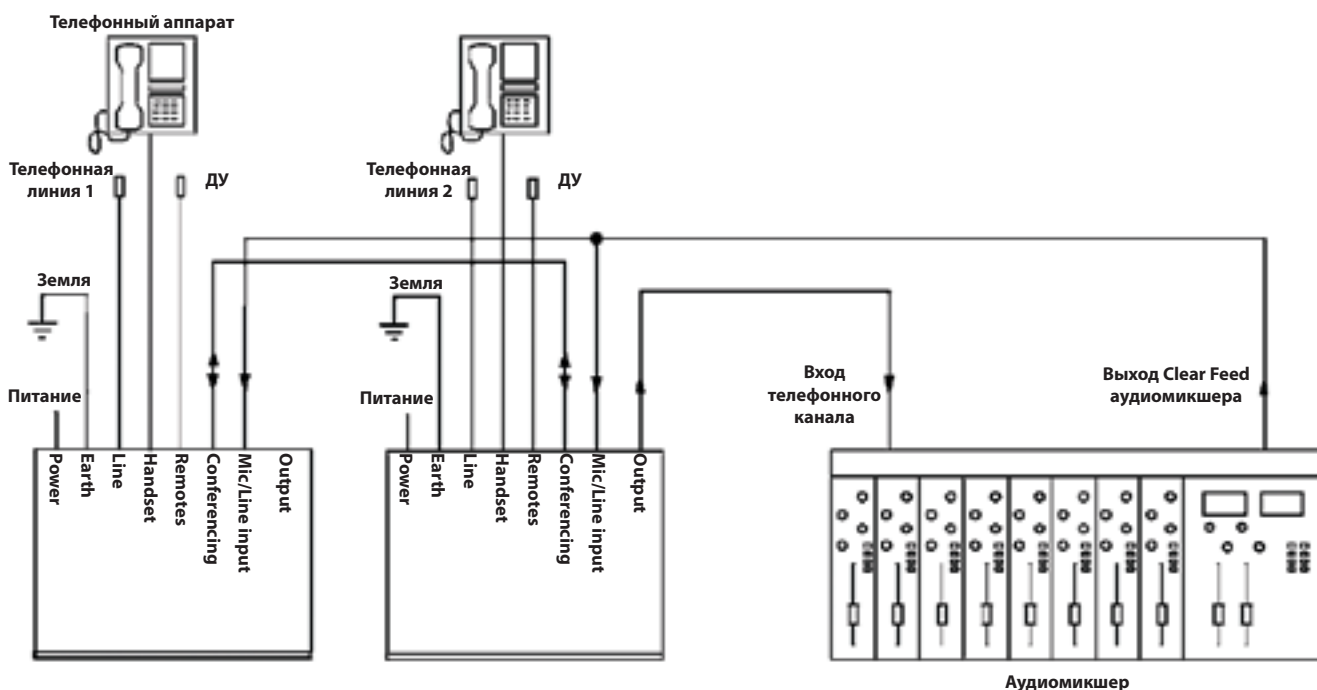 Телефонный аппарат
Телефонная
линия 1
ДУ
Телефонная
линия 2
ДУ
Земля
Земля
Питание
Питание
Вход
телефонного
канала
Выход Clear Feed
аудиомикшера
Power
Earth
Line
Handset
Remotes
Conferencing
Mic/Line input
Output
Power
Earth
Line
Handset
Remotes
Conferencing
Mic/Line input
Output
Аудиомикшер